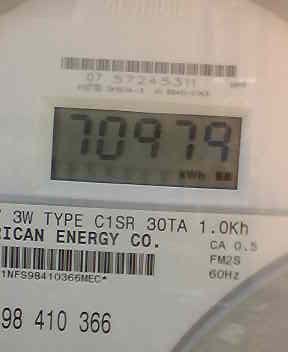 07 57245311
70979
kWh
3W TYPE C1SR 30TA 1.0Kh
RICAN ENERGY CO.
CA 0.5
FM2S
60Hz
1NFS98410366MEC*
98 410 366